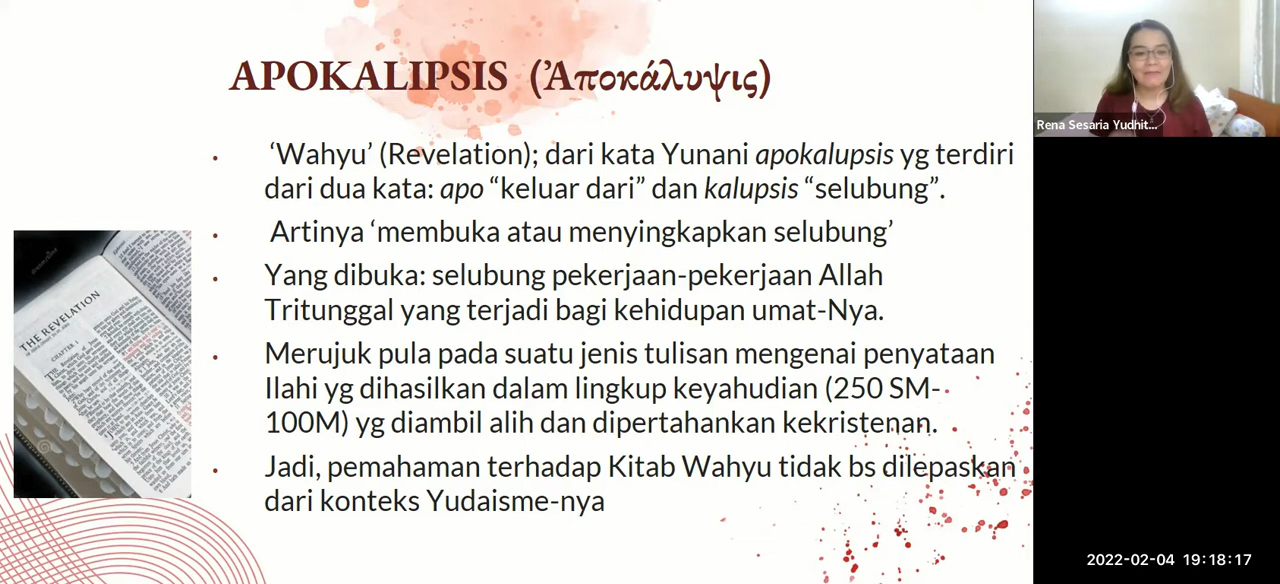 APOKALIPSIS (Ἀποκάλυψις)
‘Wahyu’ (Revelation); dari kata Yunani apokalupsis yg terdiri
dari dua kata: apo “keluar dari” dan kalupsis “selubung”.
Artinya ‘membuka atau menyingkapkan selubung’
Yang dibuka: selubung pekerjaan-pekerjaan Allah
Tritunggal yang terjadi bagi kehidupan umat-Nya.
Merujuk pula pada suatu jenis tulisan mengenai penyataan
Ilahi yg dihasilkan dalam lingkup keyahudian (250 SM-
100M) yg diambil alih dan dipertahankan kekristenan.
Jadi, pemahaman terhadap Kitab Wahyu tidak bs dilepaskan
dari konteks Yudaisme-nya
THE REVELATION
CHAPTER 1
Rena Sesaria Yudhit...
2022-02-04 19:18:17